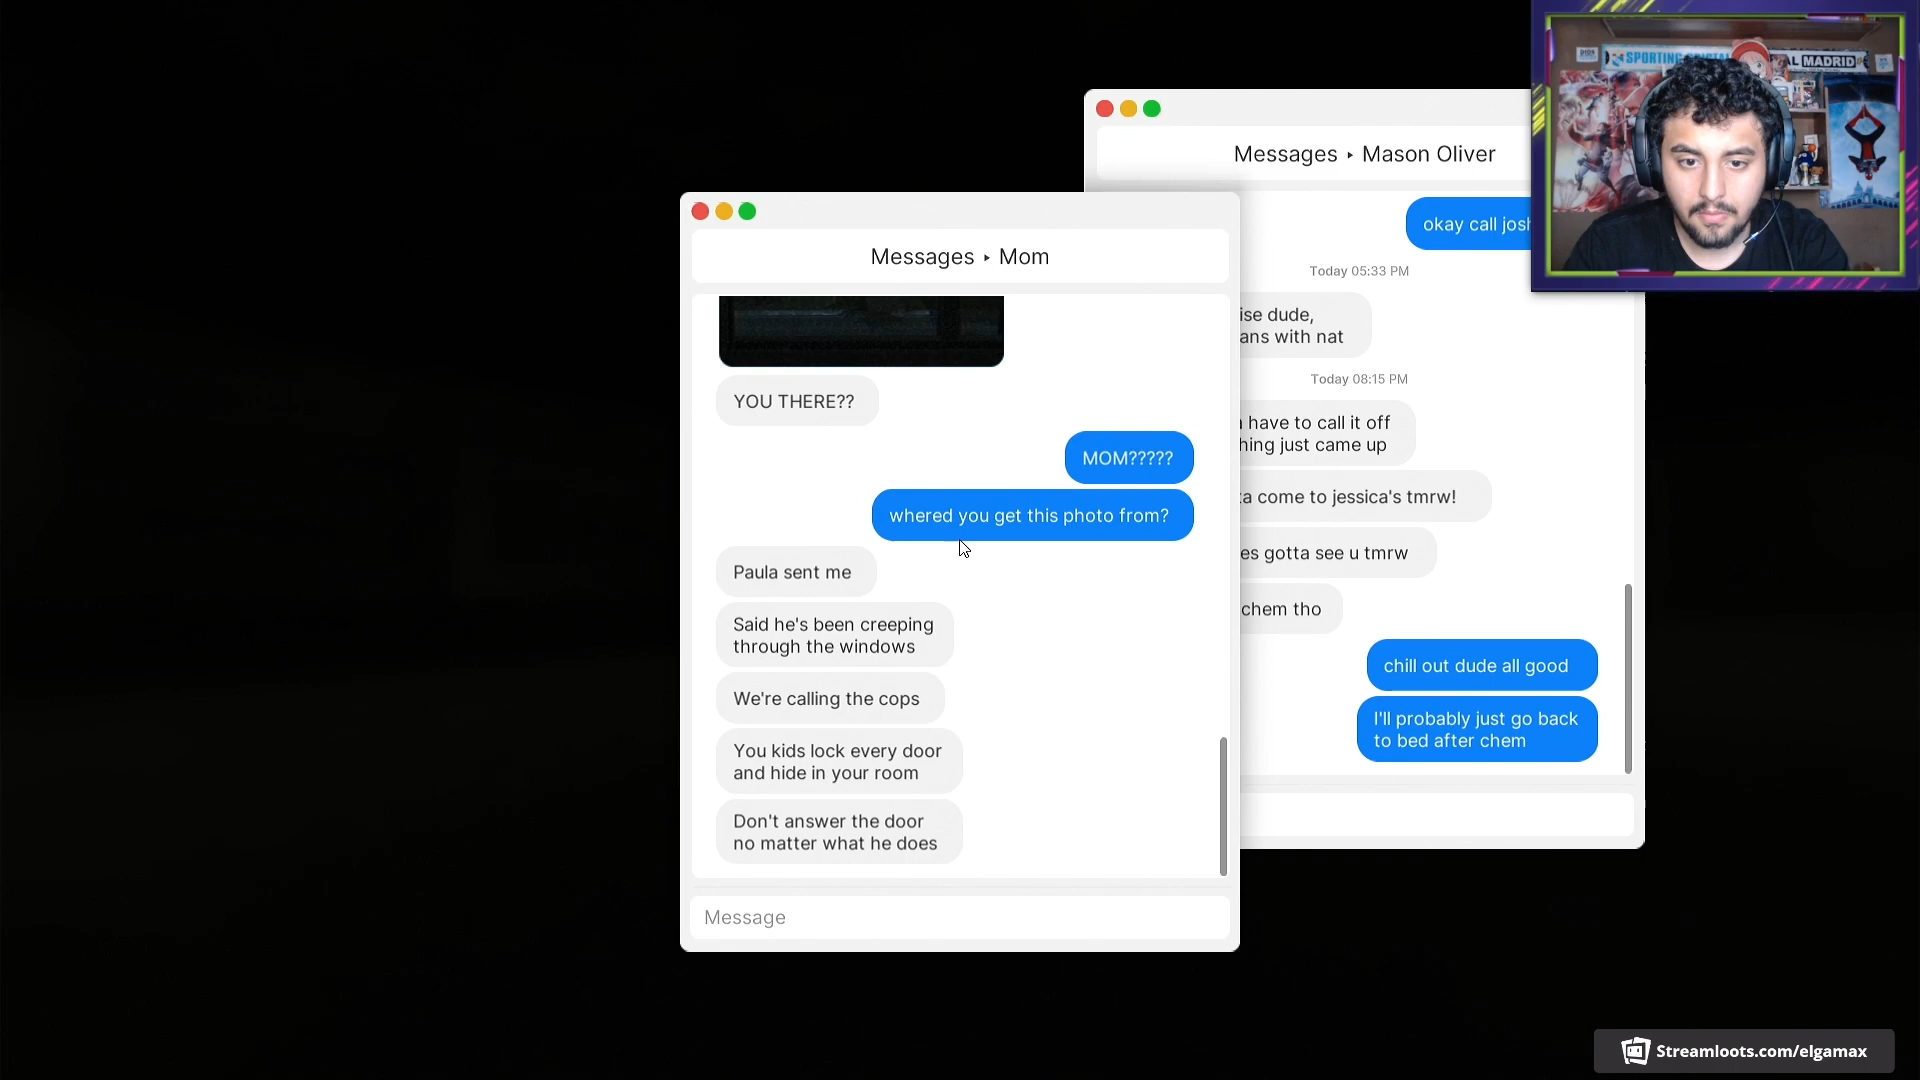 Messages ▸ Mom
YOU THERE??
MOM?????
whered you get this photo from?
Paula sent me
Said he's been creeping
through the windows
We're calling the cops
You kids lock every door
and hide in your room
Don't answer the door
no matter what he does
Message
Messages ▸ Mason Oliver
okay call josh
Today 05:33 PM
dude,
with nat
Today 08:15 PM
have to call it off
just came up
come to jessica's tmrw!
gotta see u tmrw
chem tho
chill out dude all good
I'll probably just go back
to bed after chem
SPORTING
MADRID
Streamloots.com/elgamax